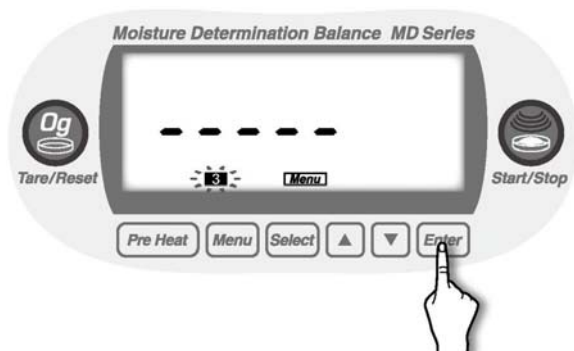 Moisture Determination Balance MD Series
0g
Tare/Reset
- - - - -
3 Menu
Start/Stop
Pre Heat Menu Select ▲ ▼ Enter